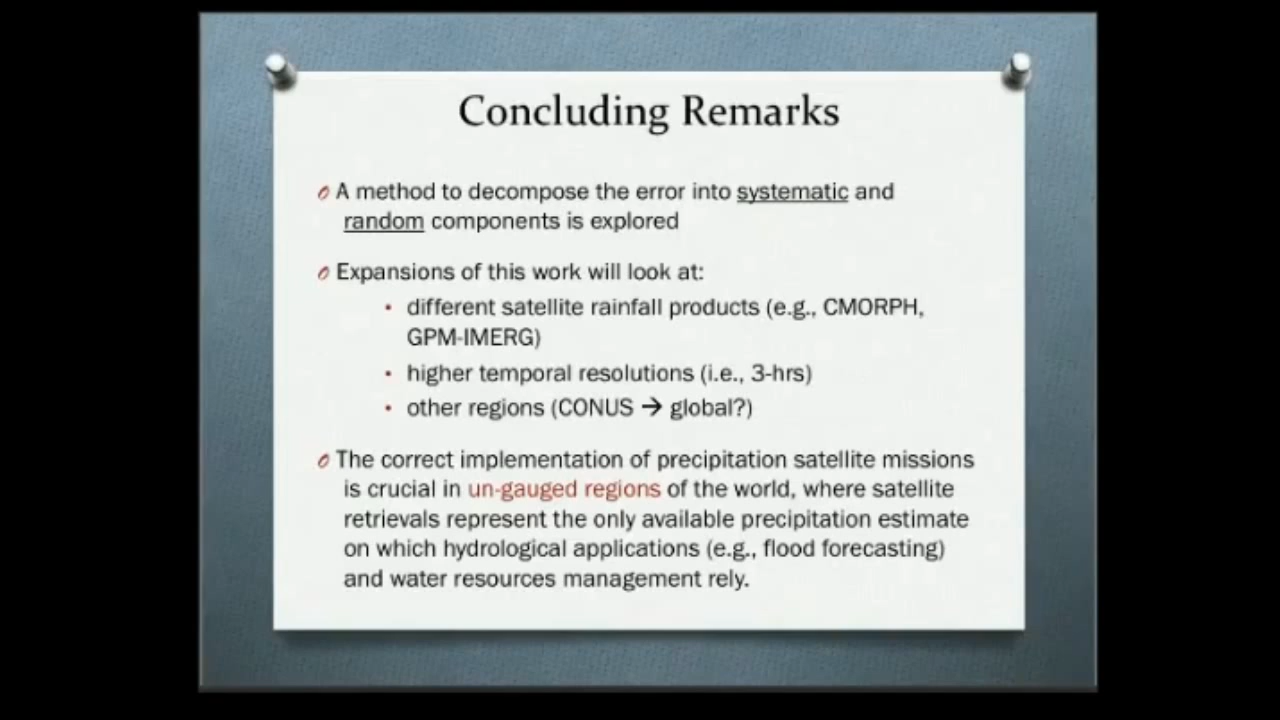 Concluding Remarks
A method to decompose the error into systematic and
random components is explored
Expansions of this work will look at:
• different satellite rainfall products (e.g., CMORPH,
GPM-IMERG)
• higher temporal resolutions (i.e., 3-hrs)
• other regions (CONUS → global?)
The correct implementation of precipitation satellite missions
is crucial in un-gauged regions of the world, where satellite
retrievals represent the only available precipitation estimate
on which hydrological applications (e.g., flood forecasting)
and water resources management rely.